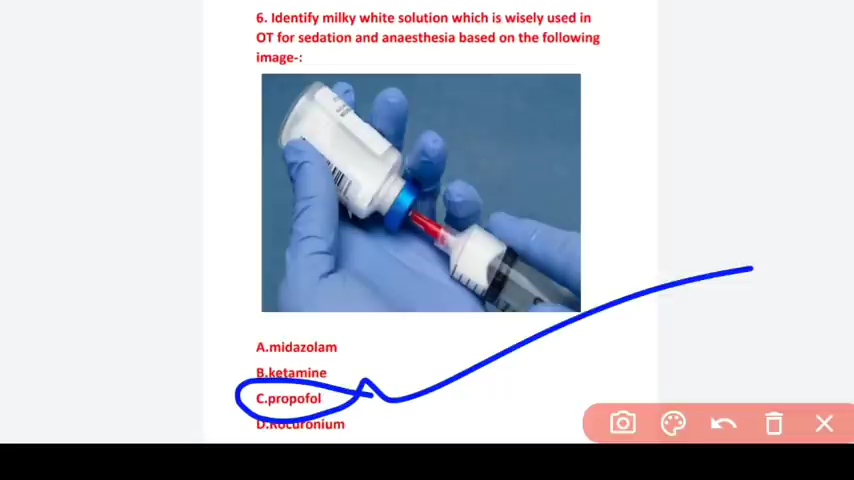 6. Identify milky white solution which is wisely used in
OT for sedation and anaesthesia based on the following
image-:
A.midazolam
B.ketamine
C.propofol
D.Rocuronium